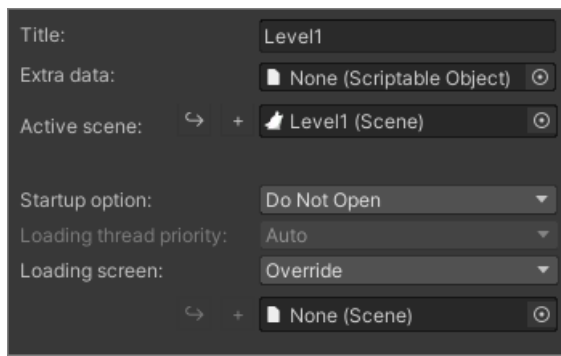 Title: Level1
Extra data: None (Scriptable Object)
Active scene: + Level1 (Scene)
Startup option: Do Not Open
Loading thread priority: Auto
Loading screen: Override
+ None (Scene)